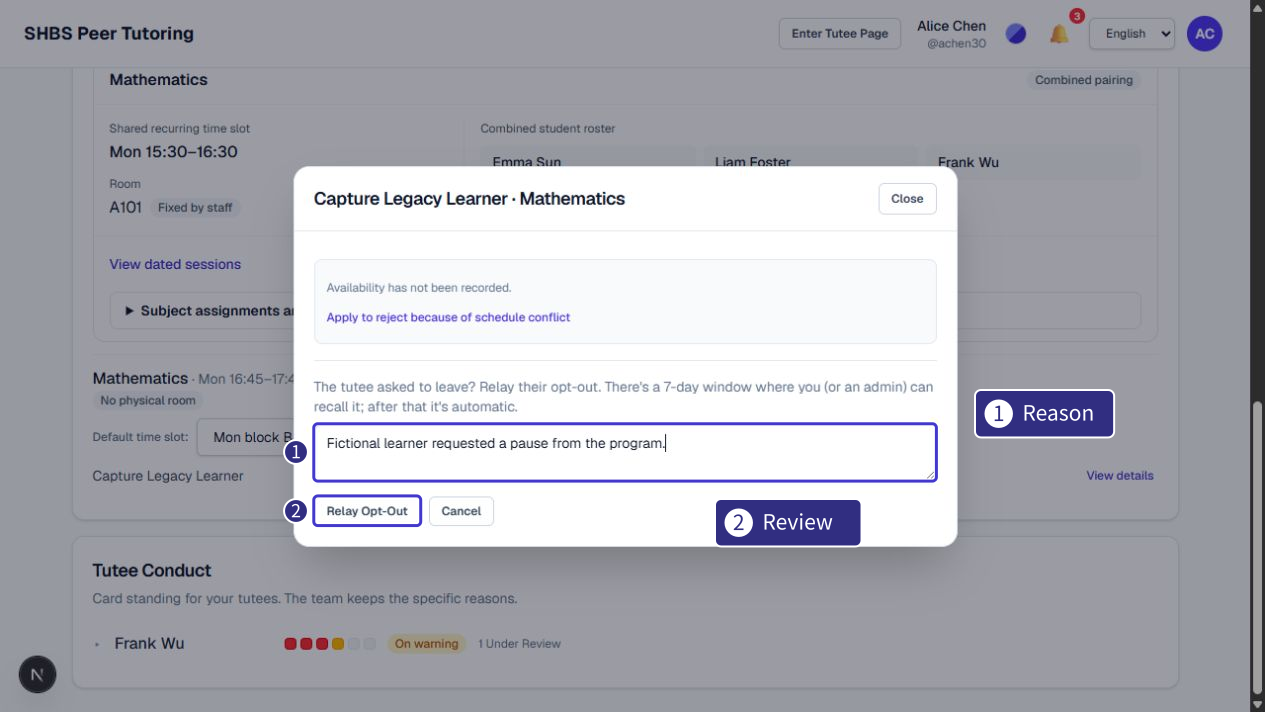 SHBS Peer Tutoring
Enter Tutee Page
Alice Chen
@achen30
3
English
AC
Mathematics
Combined pairing
Shared recurring time slot
Mon 15:30–16:30
Combined student roster
Emma Sun
Liam Foster
Frank Wu
Room
A101
Fixed by staff
View dated sessions
Subject assignments a
Capture Legacy Learner · Mathematics
Close
Availability has not been recorded.
Apply to reject because of schedule conflict
The tutee asked to leave? Relay their opt-out. There's a 7-day window where you (or an admin) can
recall it; after that it's automatic.
1
Fictional learner requested a pause from the program.
2
Relay Opt-Out
Cancel
1 Reason
2 Review
Mathematics · Mon 16:45–17:4
No physical room
Default time slot:
Mon block B
Capture Legacy Learner
View details
Tutee Conduct
Card standing for your tutees. The team keeps the specific reasons.
Frank Wu
On warning
1 Under Review
N